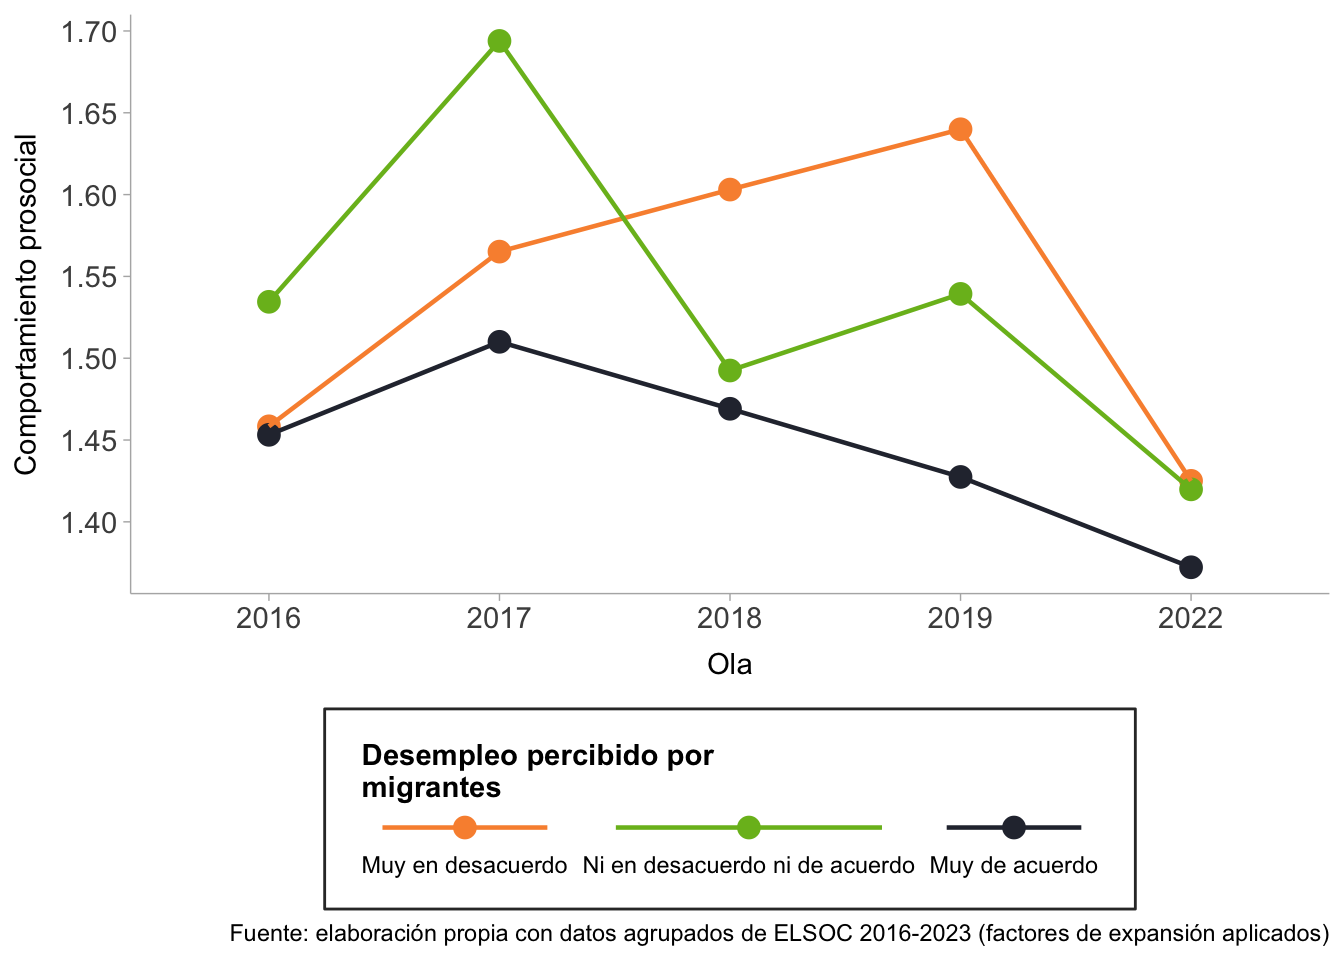 Comportamiento prosocial
1.70
1.65
1.60
1.55
1.50
1.45
1.40
2016 2017 2018 2019 2022
Ola
Desempleo percibido por
migrantes
Muy en desacuerdo Ni en desacuerdo ni de acuerdo Muy de acuerdo
Fuente: elaboración propia con datos agrupados de ELSOC 2016-2023 (factores de expansión aplicados)